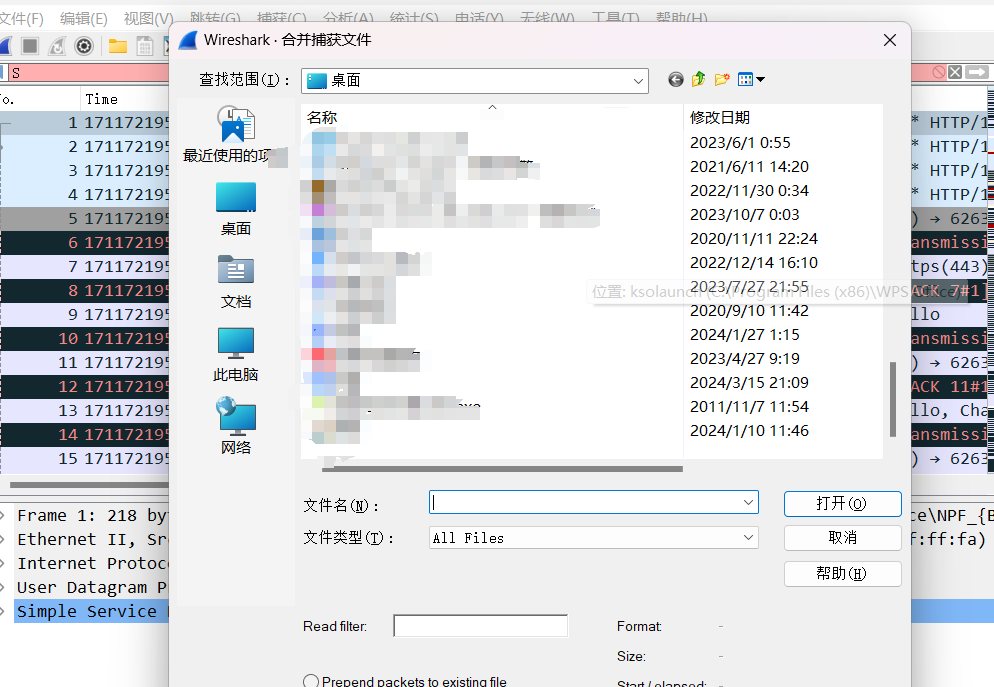 文件(F) 编辑(E) 视图(V) 跳转(G) 捕获(C) 分析(A) 统计(S) 电话(Y) 无线(W) 工具(T) 帮助(H)
Wireshark · 合并捕获文件
S
查找范围(I)： 桌面
o. Time
名称 修改日期
1 171172195 * HTTP/1
2023/6/1 0:55
2 171172195 * HTTP/1
最近使用的项
2021/6/11 14:20
3 171172195 * HTTP/1
2022/11/30 0:34
4 171172195 * HTTP/1
2023/10/7 0:03
5 171172195 ) → 6263
桌面
2020/11/11 22:24
6 171172195 ansmissi
2022/12/14 16:10
7 171172195 tps(443)
2023/7/27 21:55
位置: ksolaunch (C:\Program Files (x86)\WPS Office)
8 171172195 ACK 7#1]
文档
2020/9/10 11:42
9 171172195 llo
2024/1/27 1:15
10 171172195 ansmissi
2023/4/27 9:19
11 171172195 ) → 6263
此电脑
2024/3/15 21:09
12 171172195 ACK 11#1
2011/11/7 11:54
13 171172195 llo, Cha
2024/1/10 11:46
14 171172195 ansmissi
网络
15 171172195 ) → 6263
文件名(N)： 打开(O)
Frame 1: 218 by ce\NPF_{B
文件类型(T)： All Files 取消
Ethernet II, Src f:ff:fa)
Internet Protoc
帮助(H)
User Datagram P
Simple Service
Read filter: Format: -
Size: -
Prepend packets to existing file Start / elapsed: -